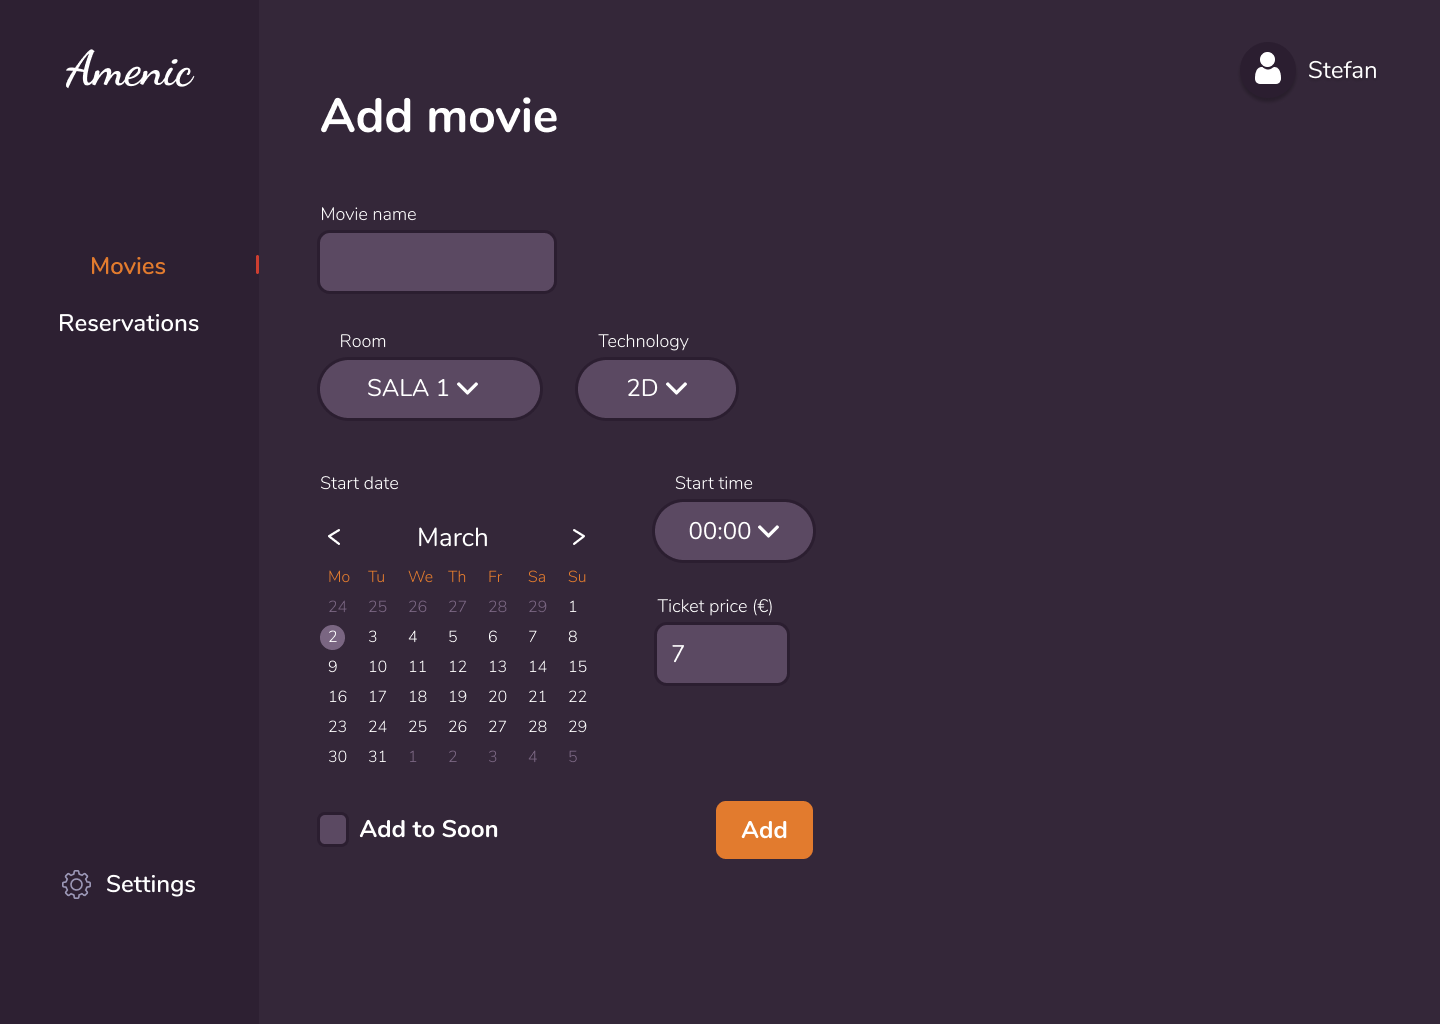 Amenic
Stefan
Add movie
Movie name
Movies
Reservations
Room
Technology
SALA 1
2D
Start date
Start time
< March >
00:00
Mo Tu We Th Fr Sa Su
24 25 26 27 28 29 1
2 3 4 5 6 7 8
9 10 11 12 13 14 15
16 17 18 19 20 21 22
23 24 25 26 27 28 29
30 31 1 2 3 4 5
Ticket price (€)
7
Add to Soon
Add
Settings